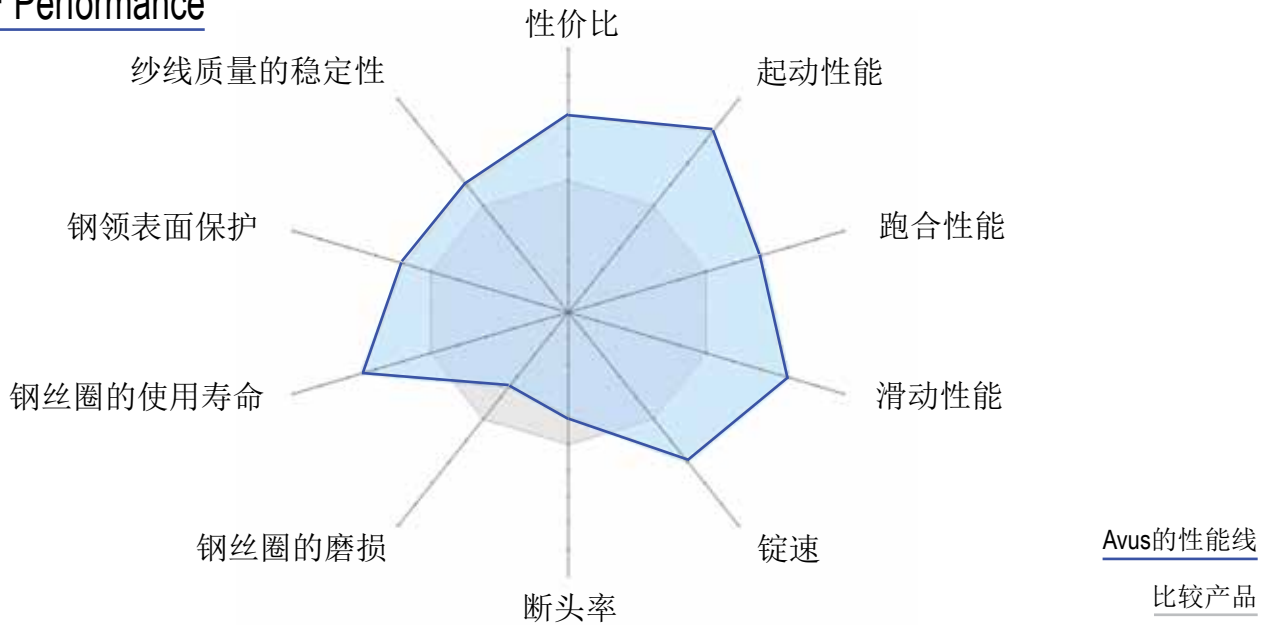 Performance
性价比
纱线质量的稳定性
起动性能
钢领表面保护
跑合性能
钢丝圈的使用寿命
滑动性能
钢丝圈的磨损
锭速
断头率
Avus的性能线
比较产品